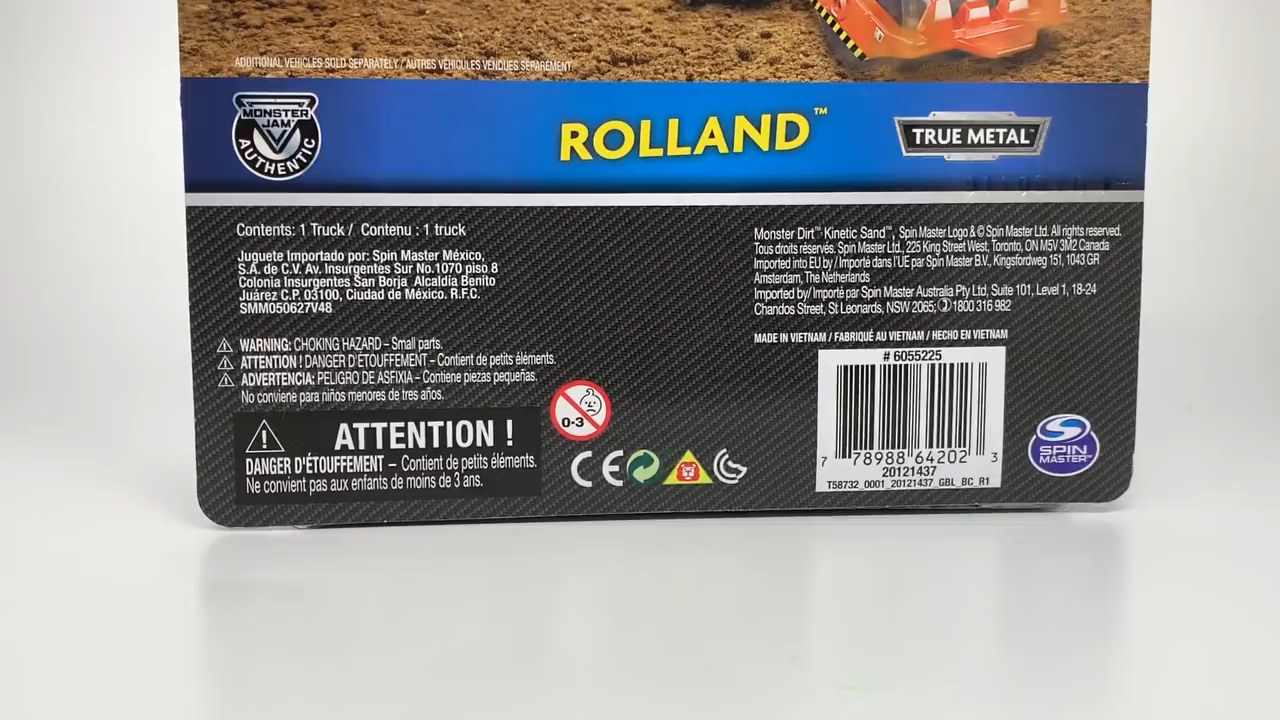 ADDITIONAL VEHICLES SOLD SEPARATELY / AUTRES VÉHICULES VENDUES SÉPARÉMENT.
MONSTER
JAM
AUTHENTIC
ROLLAND™
TRUE METAL™
Contents: 1 Truck / Contenu : 1 truck
Juguete Importado por: Spin Master México,
S.A. de C.V. Av. Insurgentes Sur No.1070 piso 8
Colonia Insurgentes San Borja Alcaldía Benito
Juárez C.P. 03100, Ciudad de México. R.F.C.
SMM050627V48
WARNING: CHOKING HAZARD – Small parts.
ATTENTION ! DANGER D'ÉTOUFFEMENT – Contient de petits éléments.
ADVERTENCIA: PELIGRO DE ASFIXIA – Contiene piezas pequeñas.
No conviene para niños menores de tres años.
ATTENTION !
DANGER D'ÉTOUFFEMENT – Contient de petits éléments.
Ne convient pas aux enfants de moins de 3 ans.
0-3
CE
Monster Dirt™ Kinetic Sand™, Spin Master Logo & © Spin Master Ltd. All rights reserved.
Tous droits réservés. Spin Master Ltd., 225 King Street West, Toronto, ON M5V 3M2 Canada
Imported into EU by / Importé dans l'UE par Spin Master B.V., Kingsfordweg 151, 1043 GR
Amsterdam, The Netherlands
Imported by/ Importé par Spin Master Australia Pty Ltd, Suite 101, Level 1, 18-24
Chandos Street, St Leonards, NSW 2065; 1800 316 982
MADE IN VIETNAM / FABRIQUÉ AU VIETNAM / HECHO EN VIETNAM
# 6055225
7 78988 64202 3
20121437
T58732_0001_20121437_GBL_BC_R1
SPIN
MASTER™